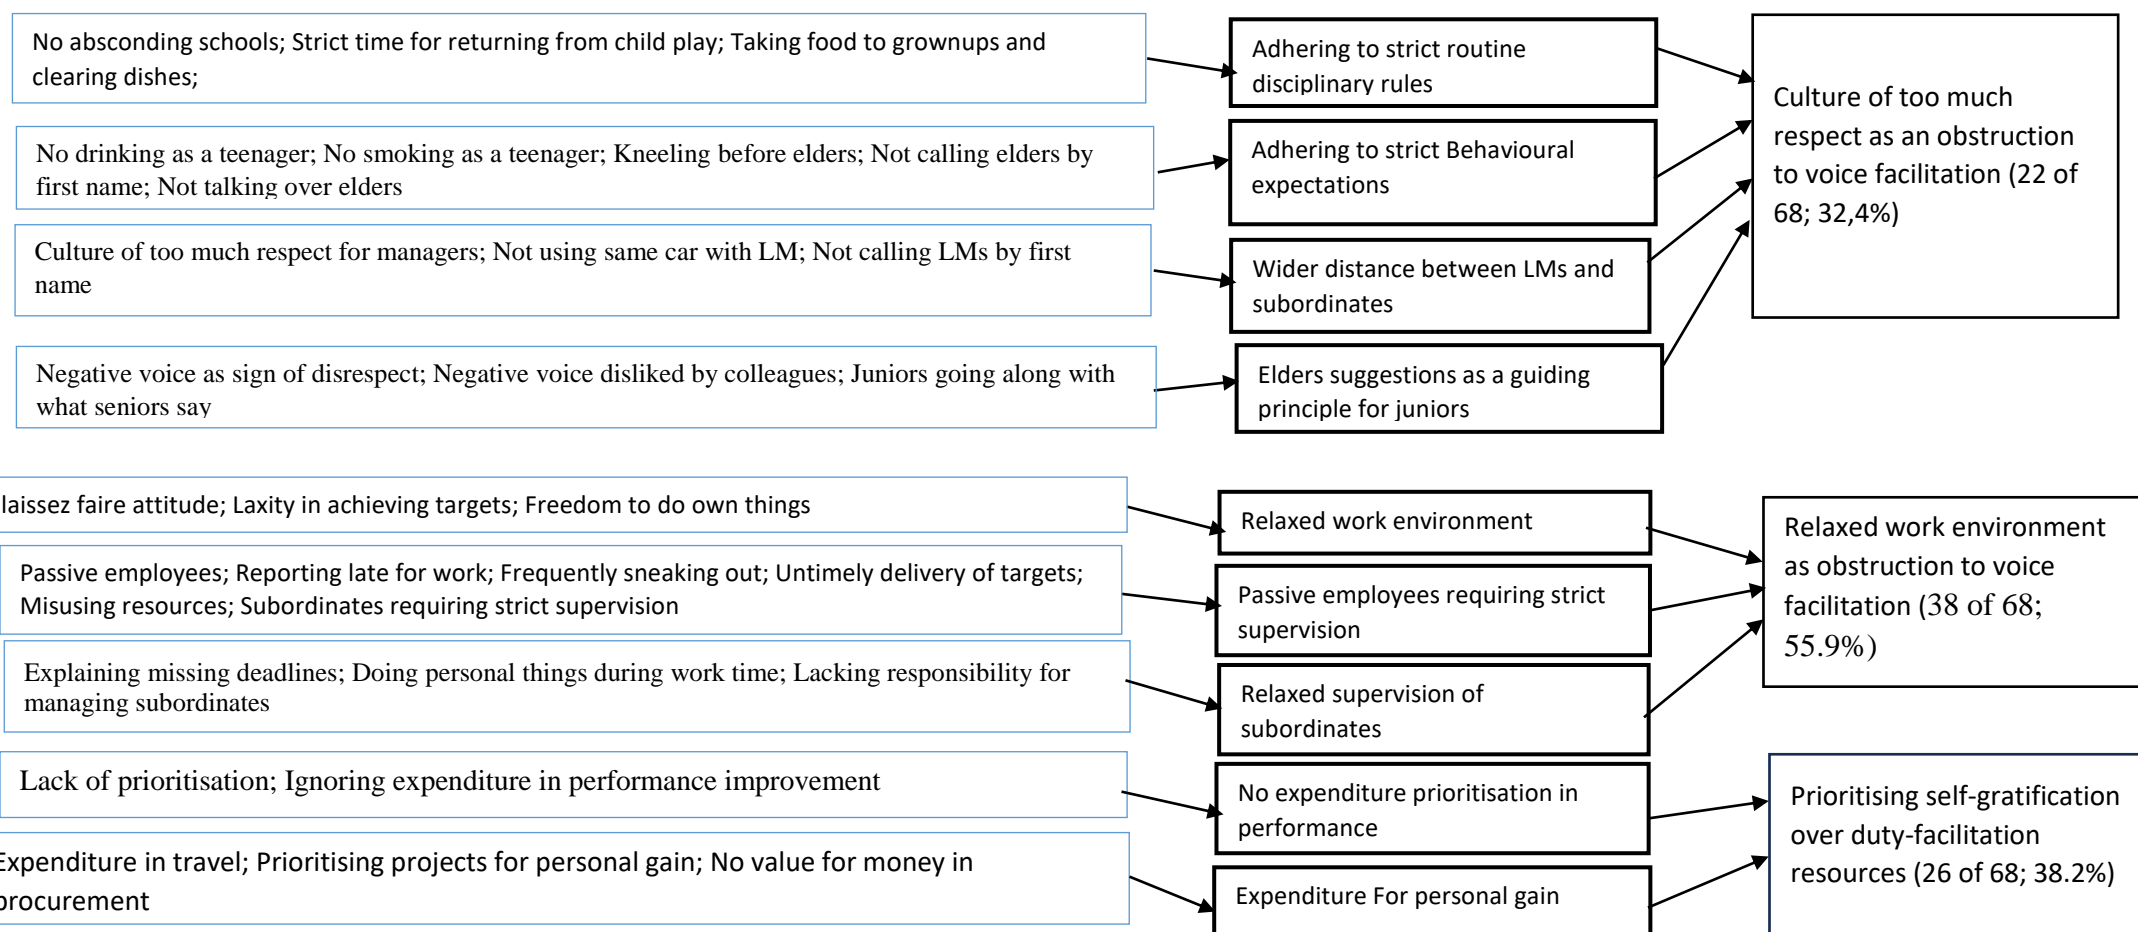 No absconding schools; Strict time for returning from child play; Taking food to grownups and
clearing dishes;
Adhering to strict routine
disciplinary rules
Culture of too much
respect as an obstruction
to voice facilitation (22 of
68; 32,4%)
No drinking as a teenager; No smoking as a teenager; Kneeling before elders; Not calling elders by
first name; Not talking over elders
Adhering to strict Behavioural
expectations
Culture of too much respect for managers; Not using same car with LM; Not calling LMs by first
name
Wider distance between LMs and
subordinates
Negative voice as sign of disrespect; Negative voice disliked by colleagues; Juniors going along with
what seniors say
Elders suggestions as a guiding
principle for juniors
laissez faire attitude; Laxity in achieving targets; Freedom to do own things
Relaxed work environment
Relaxed work environment
as obstruction to voice
facilitation (38 of 68;
55.9%)
Passive employees; Reporting late for work; Frequently sneaking out; Untimely delivery of targets;
Misusing resources; Subordinates requiring strict supervision
Passive employees requiring strict
supervision
Explaining missing deadlines; Doing personal things during work time; Lacking responsibility for
managing subordinates
Relaxed supervision of
subordinates
Lack of prioritisation; Ignoring expenditure in performance improvement
No expenditure prioritisation in
performance
Prioritising self-gratification
over duty-facilitation
resources (26 of 68; 38.2%)
Expenditure in travel; Prioritising projects for personal gain; No value for money in
procurement
Expenditure For personal gain